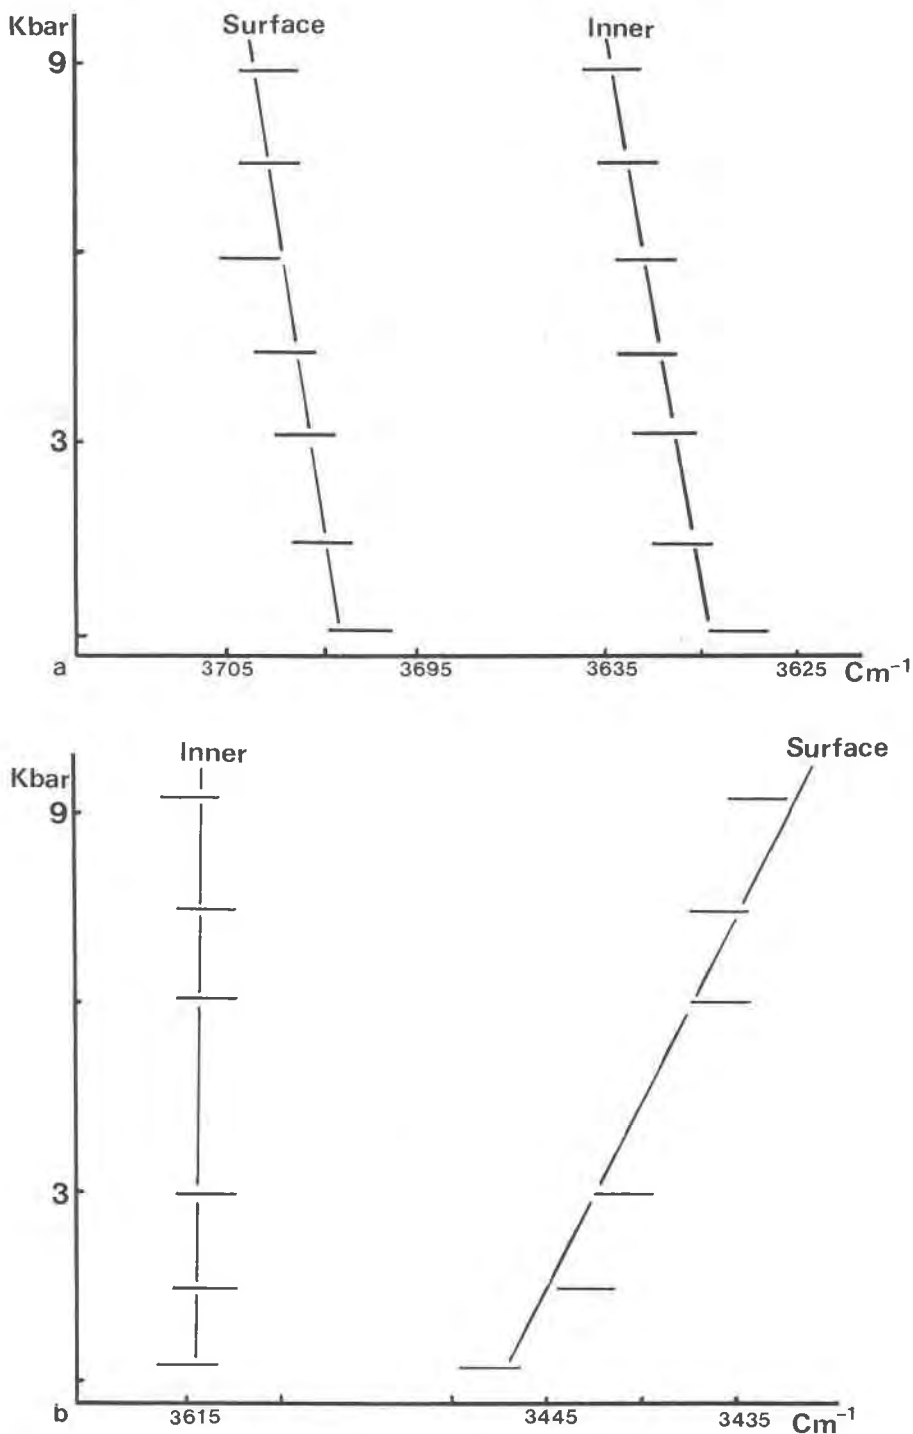 Kbar
Surface
Inner
9
3
a
3705
3695
3635
3625
Cm⁻¹
Inner
Surface
Kbar
9
3
b
3615
3445
3435
Cm⁻¹